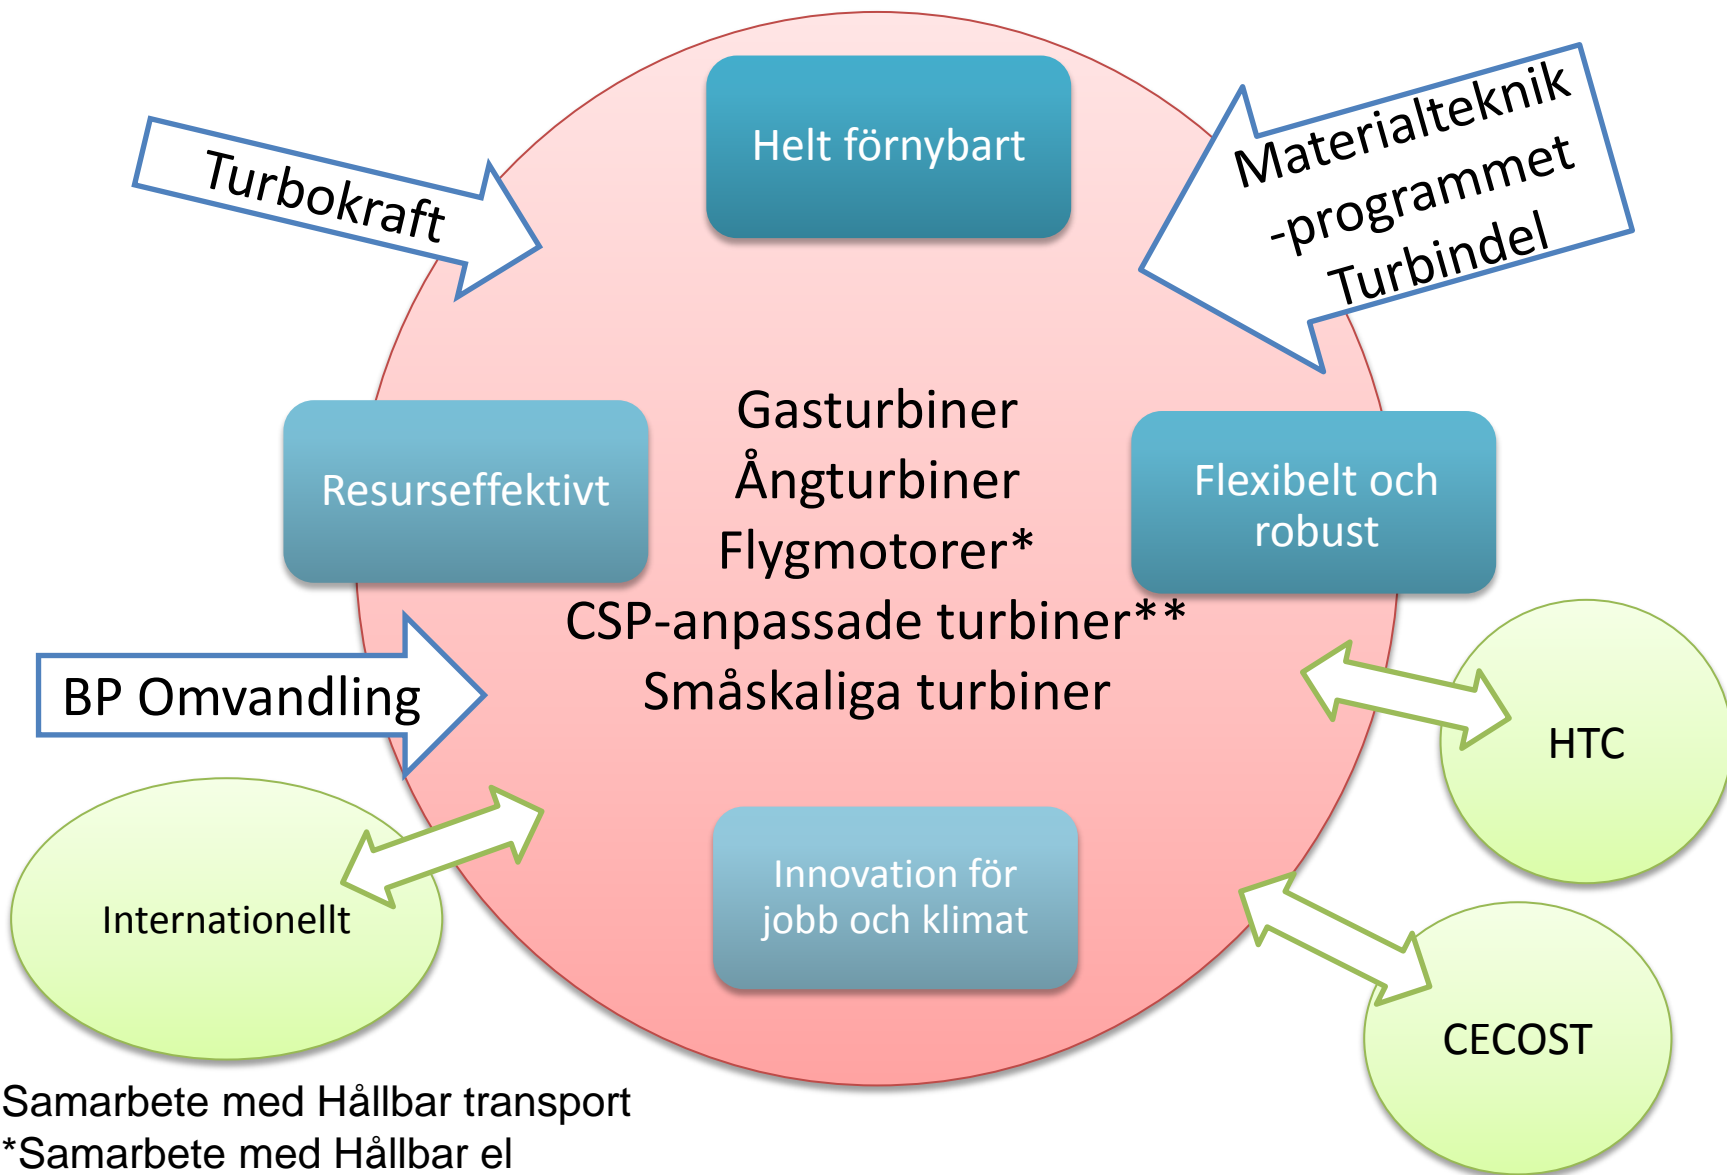 Helt förnybart
Turbokraft
Materialteknik
-programmet
Turbindel
Gasturbiner
Ångturbiner
Flygmotorer*
CSP-anpassade turbiner**
Småskaliga turbiner
Resurseffektivt
Flexibelt och
robust
BP Omvandling
HTC
Internationellt
Innovation för
jobb och klimat
CECOST
Samarbete med Hållbar transport
*Samarbete med Hållbar el